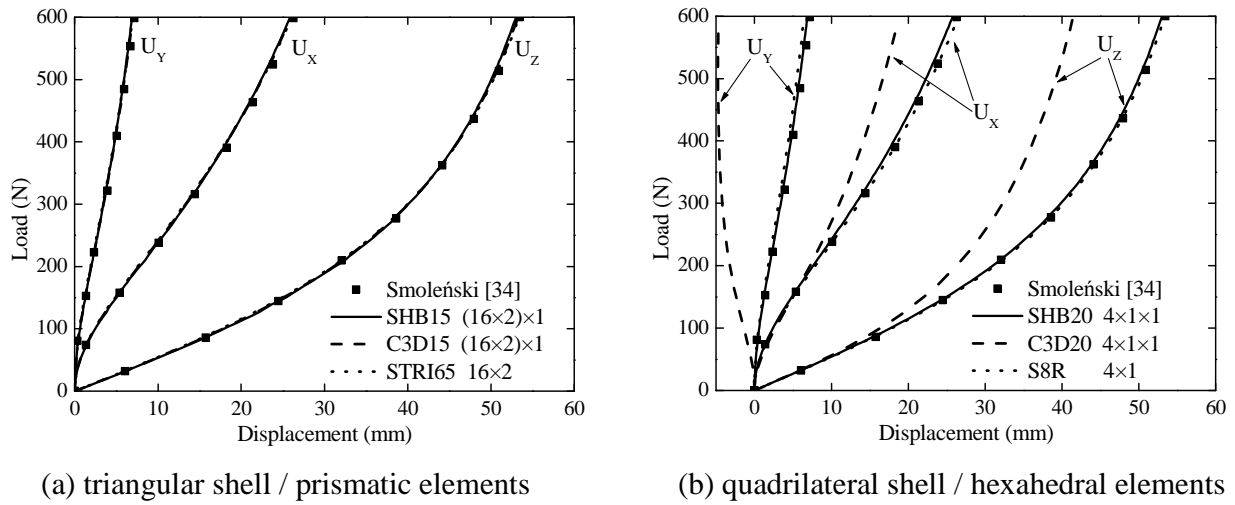 600
500
400
300
200
100
0
Load (N)
U_Y
U_X
U_Z
Smoleński [34]
SHB15 (16×2)×1
C3D15 (16×2)×1
STRI65 16×2
0 10 20 30 40 50 60
Displacement (mm)
(a) triangular shell / prismatic elements
600
500
400
300
200
100
0
Load (N)
U_Y
U_X
U_Z
Smoleński [34]
SHB20 4×1×1
C3D20 4×1×1
S8R 4×1
0 10 20 30 40 50 60
Displacement (mm)
(b) quadrilateral shell / hexahedral elements